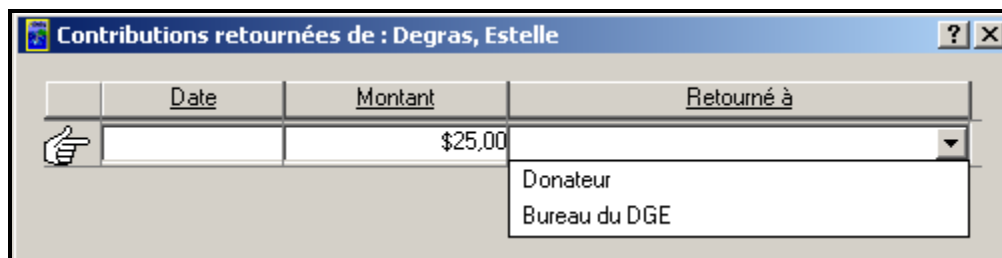 Contributions retournées de : Degras, Estelle
Date Montant Retourné à
$25,00
Donateur
Bureau du DGE